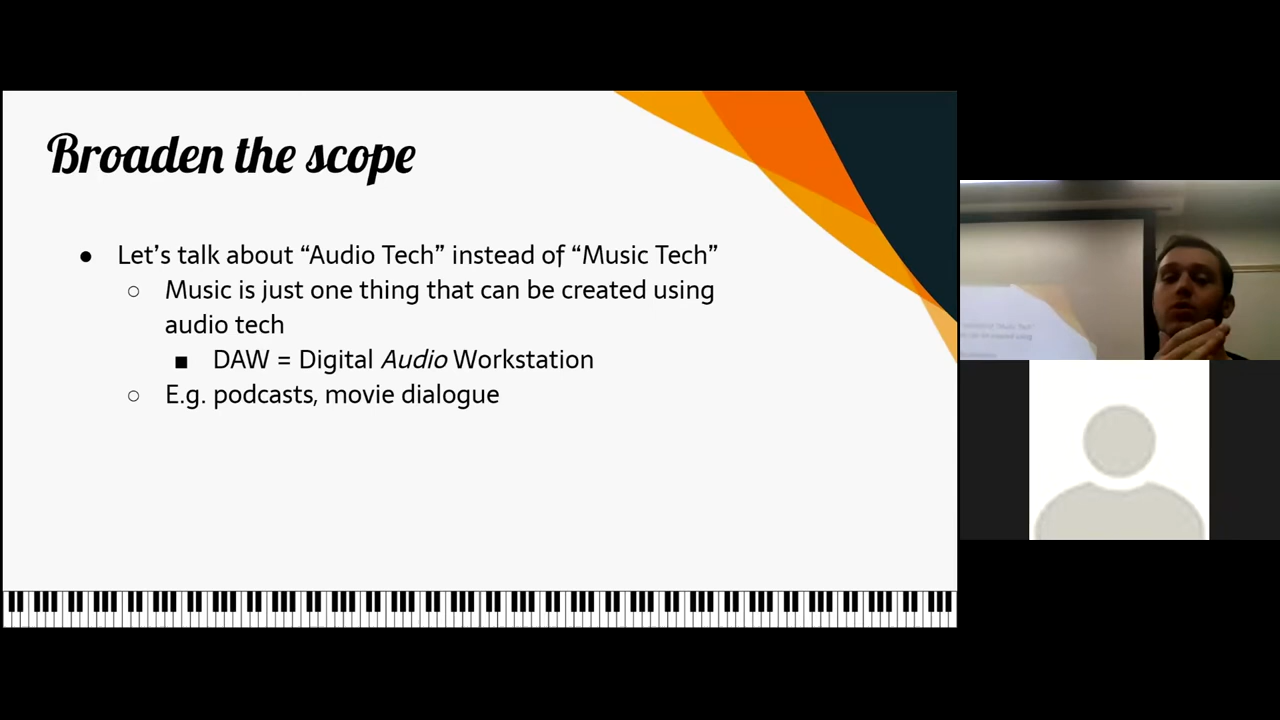 Broaden the scope
● Let’s talk about “Audio Tech” instead of “Music Tech”
○ Music is just one thing that can be created using
audio tech
■ DAW = Digital Audio Workstation
○ E.g. podcasts, movie dialogue